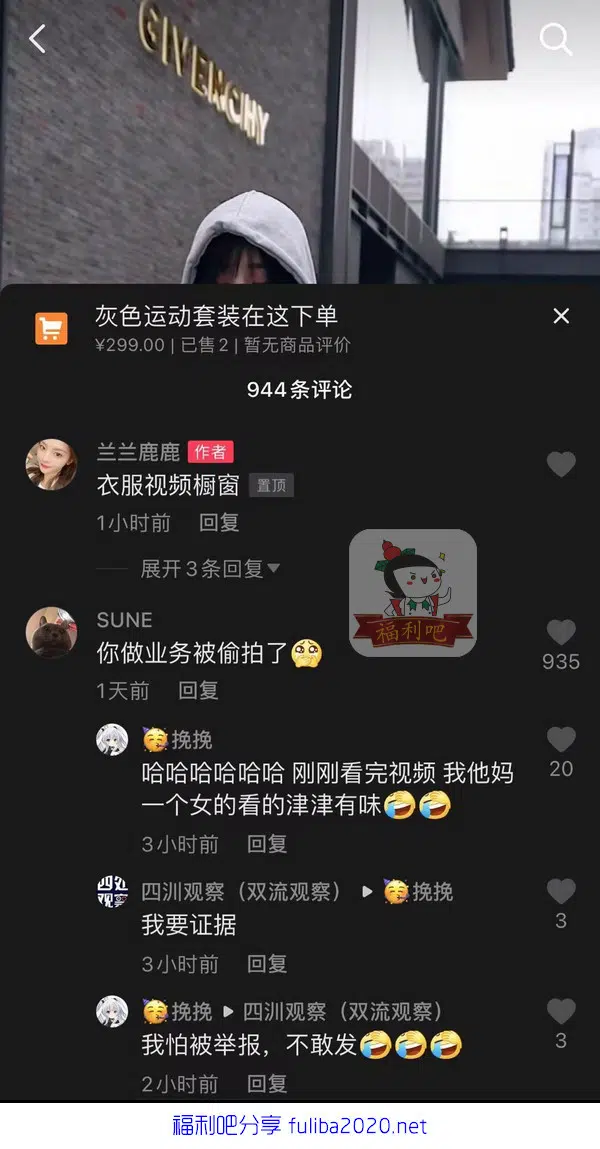 GIVENCHY
灰色运动套装在这下单
¥299.00 | 已售2 | 暂无商品评价
944条评论
兰兰鹿鹿 作者
衣服视频橱窗 置顶
1小时前 回复
展开3条回复
福利吧
SUNE
你做业务被偷拍了🥺
935
1天前 回复
🥳挽挽
哈哈哈哈哈哈 刚刚看完视频 我他妈
一个女的看的津津有味🤣🤣
20
3小时前 回复
四川观察
四汌观察（双流观察） ▶ 🥳挽挽
我要证据
3
3小时前 回复
🥳挽挽 ▶ 四汌观察（双流观察）
我怕被举报，不敢发🤣🤣🤣
3
2小时前 回复
福利吧分享 fuliba2020.net